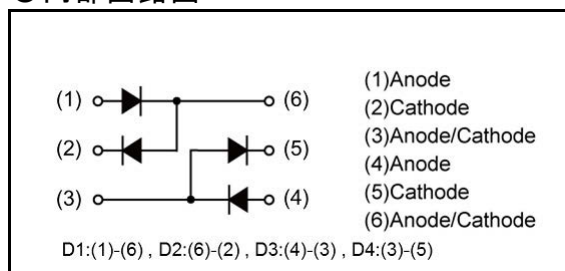 (1) (6)
(2) (5)
(3) (4)
(1)Anode
(2)Cathode
(3)Anode/Cathode
(4)Anode
(5)Cathode
(6)Anode/Cathode
D1:(1)-(6) , D2:(6)-(2) , D3:(4)-(3) , D4:(3)-(5)